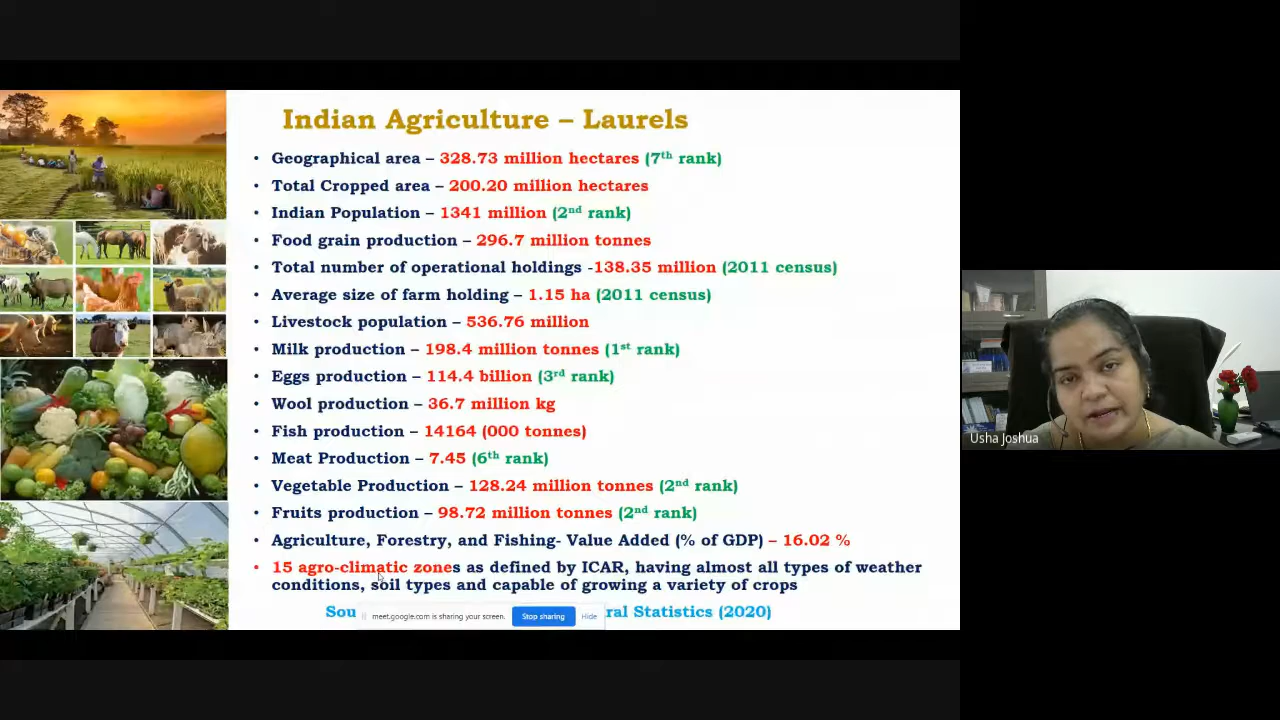 Indian Agriculture – Laurels
• Geographical area – 328.73 million hectares (7th rank)
• Total Cropped area – 200.20 million hectares
• Indian Population – 1341 million (2nd rank)
• Food grain production – 296.7 million tonnes
• Total number of operational holdings -138.35 million (2011 census)
• Average size of farm holding – 1.15 ha (2011 census)
• Livestock population – 536.76 million
• Milk production – 198.4 million tonnes (1st rank)
• Eggs production – 114.4 billion (3rd rank)
• Wool production – 36.7 million kg
• Fish production – 14164 (000 tonnes)
• Meat Production – 7.45 (6th rank)
• Vegetable Production – 128.24 million tonnes (2nd rank)
• Fruits production – 98.72 million tonnes (2nd rank)
• Agriculture, Forestry, and Fishing- Value Added (% of GDP) – 16.02 %
• 15 agro-climatic zones as defined by ICAR, having almost all types of weather
conditions, soil types and capable of growing a variety of crops
Sou ral Statistics (2020)
meet.google.com is sharing your screen. Stop sharing Hide
Usha Joshua